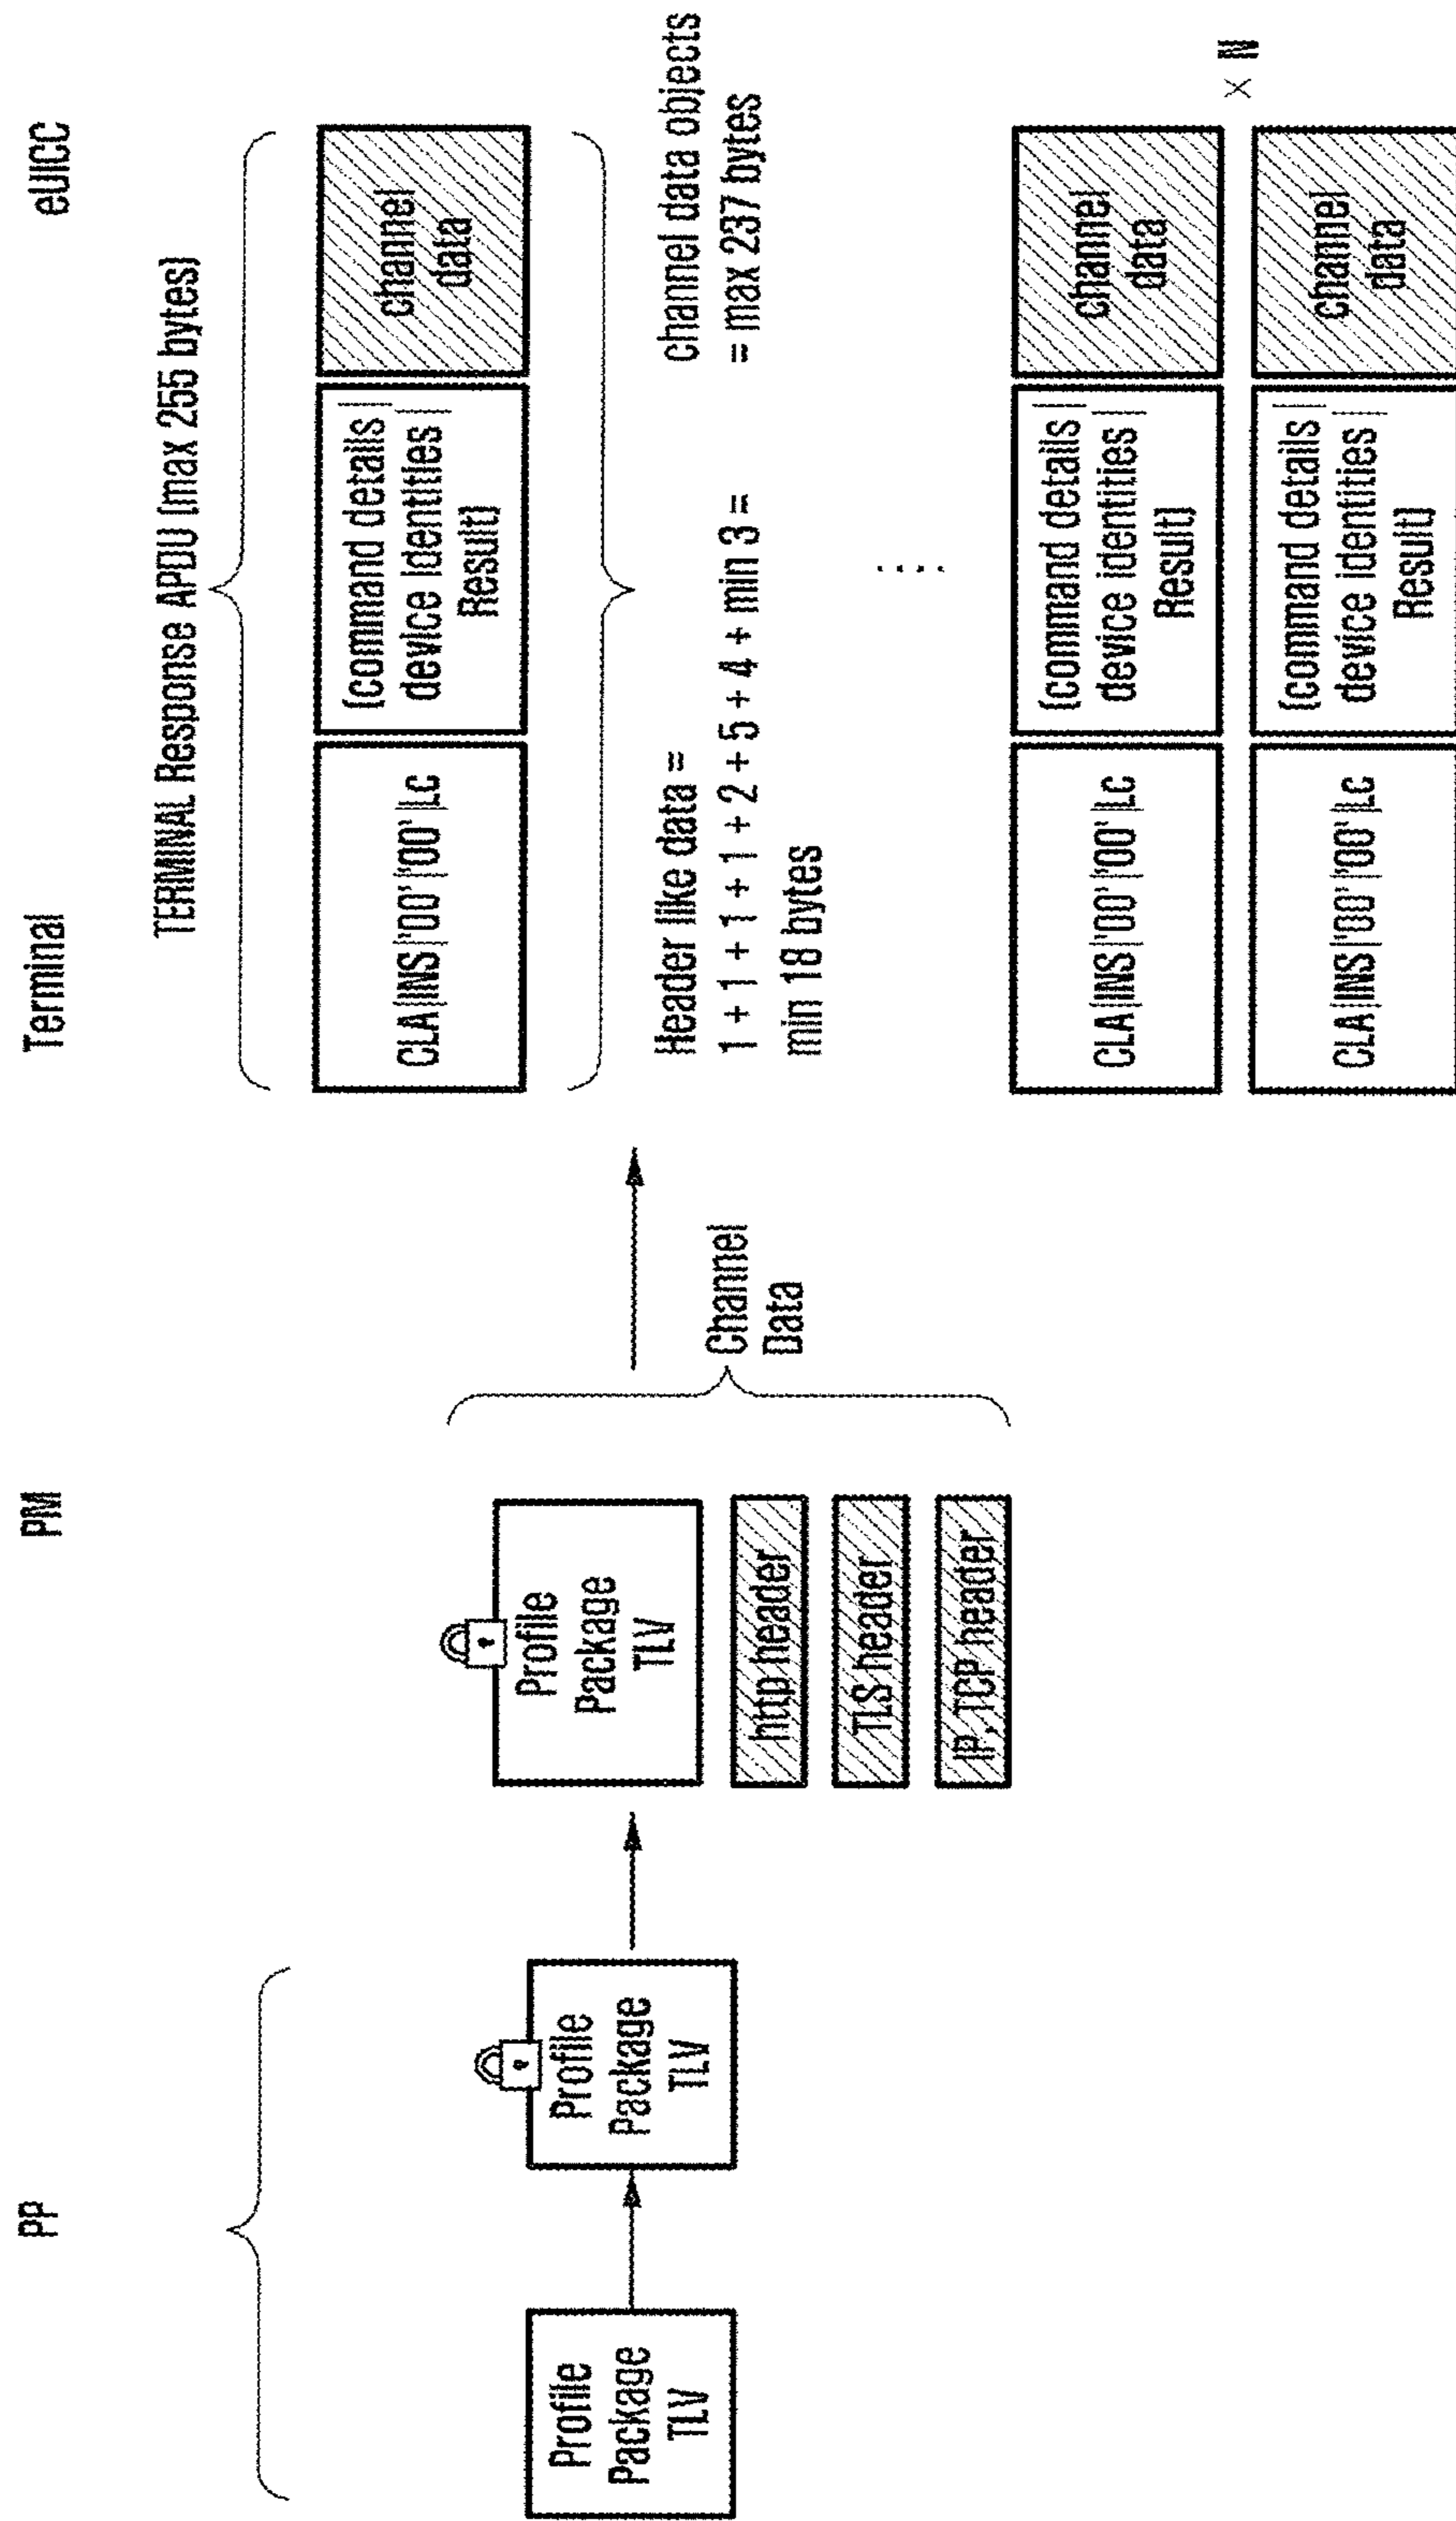 PP
PM
Terminal
eUICC
Profile
Package
TLV
Profile
Package
TLV
Profile
Package
TLV
http header
TLS header
IP, TCP header
Channel
Data
TERMINAL Response APDU (max 255 bytes)
CLA|INS|'00'|'00'|Lc
(command details|
device identities|
Result)
channel
data
Header like data =
1 + 1 + 1 + 1 + 2 + 5 + 4 + min 3 =
min 18 bytes
channel data objects
= max 237 bytes
....
CLA|INS|'00'|'00'|Lc
(command details|
device identities|
Result)
channel
data
CLA|INS|'00'|'00'|Lc
(command details|
device identities|
Result)
channel
data
× N